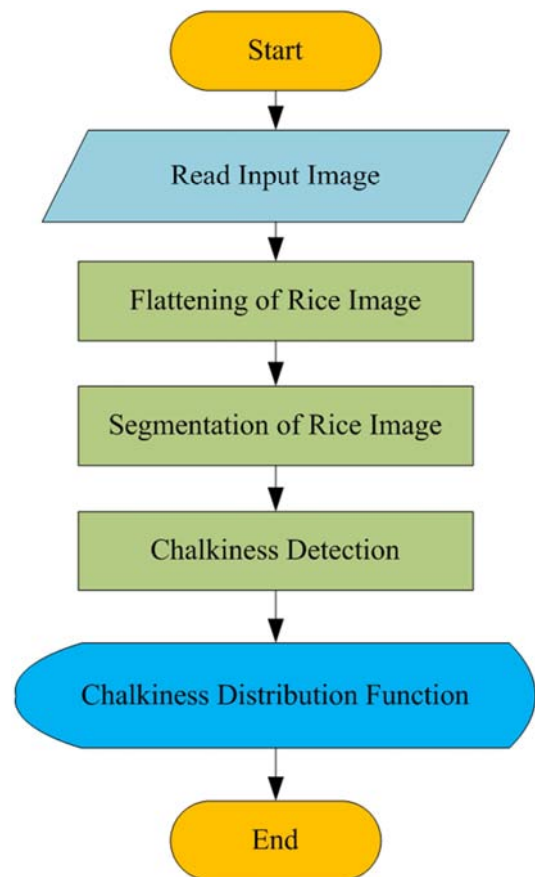 Start
Read Input Image
Flattening of Rice Image
Segmentation of Rice Image
Chalkiness Detection
Chalkiness Distribution Function
End